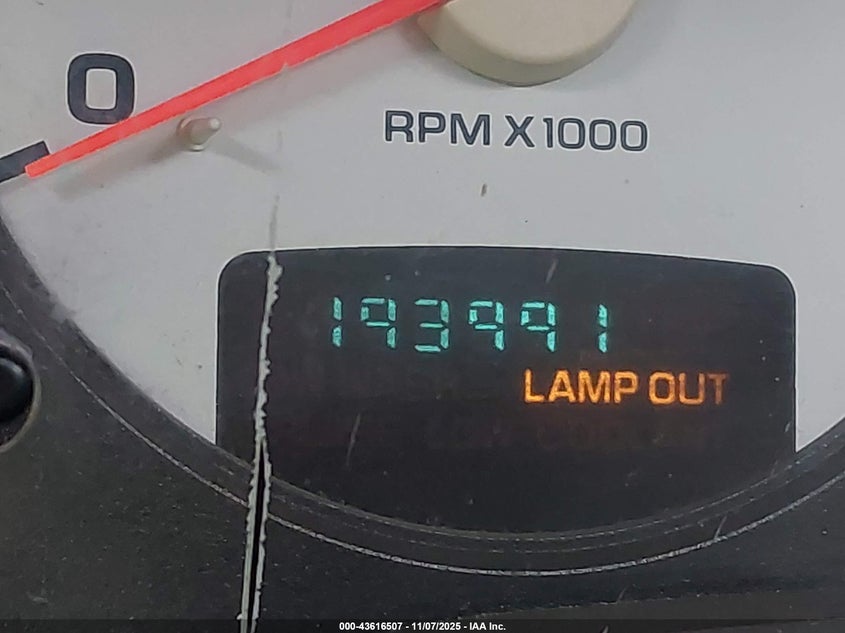 0
RPM X1000
193991
LAMP OUT
000-43616507 - 11/07/2025 - IAA Inc.